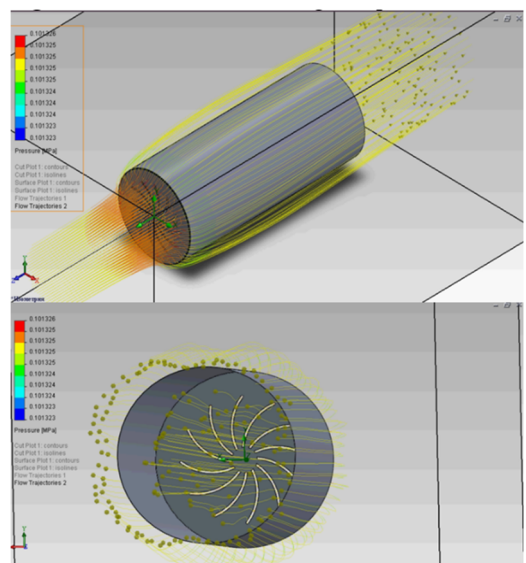 0.101326
0.101325
0.101325
0.101325
0.101324
0.101324
0.101323
0.101323
Pressure [MPa]
Cut Plot 1: contours
Cut Plot 1: isolines
Surface Plot 1: contours
Surface Plot 1: isolines
Flow Trajectories 1
Flow Trajectories 2
0.101326
0.101325
0.101325
0.101325
0.101324
0.101324
0.101323
0.101323
Pressure [MPa]
Cut Plot 1: contours
Cut Plot 1: isolines
Surface Plot 1: contours
Surface Plot 1: isolines
Flow Trajectories 1
Flow Trajectories 2